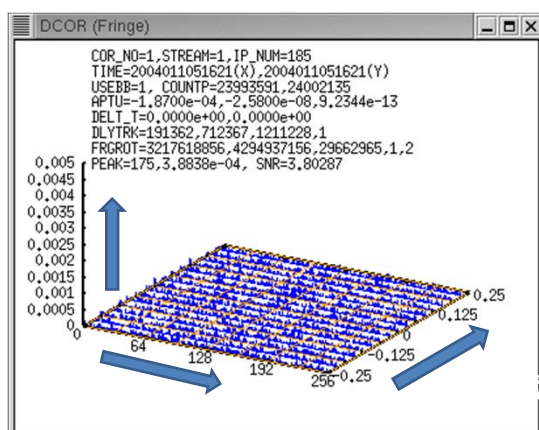 DCOR (Fringe)
COR_NO=1,STREAM=1,IP_NUM=185
TIME=2004011051621(X),2004011051621(Y)
USEBB=1, COUNTP=23993591,24002135
APTU=-1.8700e-04,-2.5800e-08,9.2344e-13
DELT_T=0.0000e+00,0.0000e+00
DLYTRK=191362,712367,1211228,1
FRGROT=3217618856,4294937156,29662965,1,2
PEAK=175,3.8838e-04, SNR=3.80287
0.005
0.0045
0.004
0.0035
0.003
0.0025
0.002
0.0015
0.001
0.0005
0
0
64
128
192
256
-0.25
-0.125
0
0.125
0.25